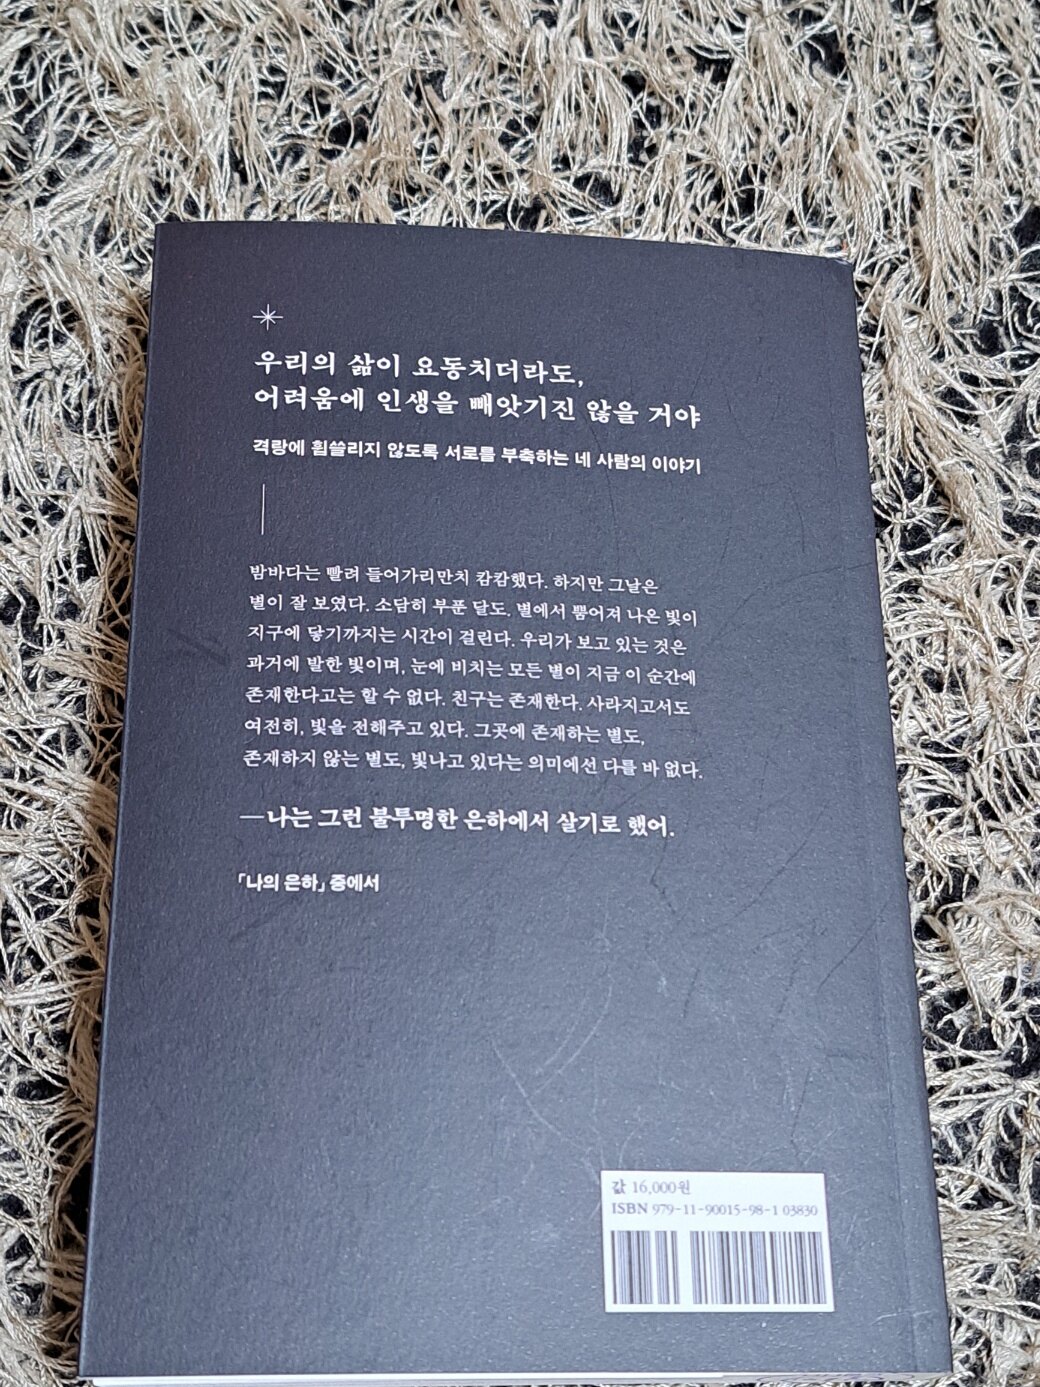 우리의 삶이 요동치더라도,
어려움에 인생을 빼앗기진 않을 거야
격랑에 휩쓸리지 않도록 서로를 부축하는 네 사람의 이야기
밤바다는 빨려 들어가리만치 캄캄했다. 하지만 그날은
별이 잘 보였다. 소담히 부푼 달도. 별에서 뿜어져 나온 빛이
지구에 닿기까지는 시간이 걸린다. 우리가 보고 있는 것은
과거에 발한 빛이며, 눈에 비치는 모든 별이 지금 이 순간에
존재한다고는 할 수 없다. 친구는 존재한다. 사라지고서도
여전히, 빛을 전해주고 있다. 그곳에 존재하는 별도,
존재하지 않는 별도, 빛나고 있다는 의미에선 다를 바 없다.
—나는 그런 불투명한 은하에서 살기로 했어.
「나의 은하」 중에서
값 16,000원
ISBN 979-11-90015-98-1 03830